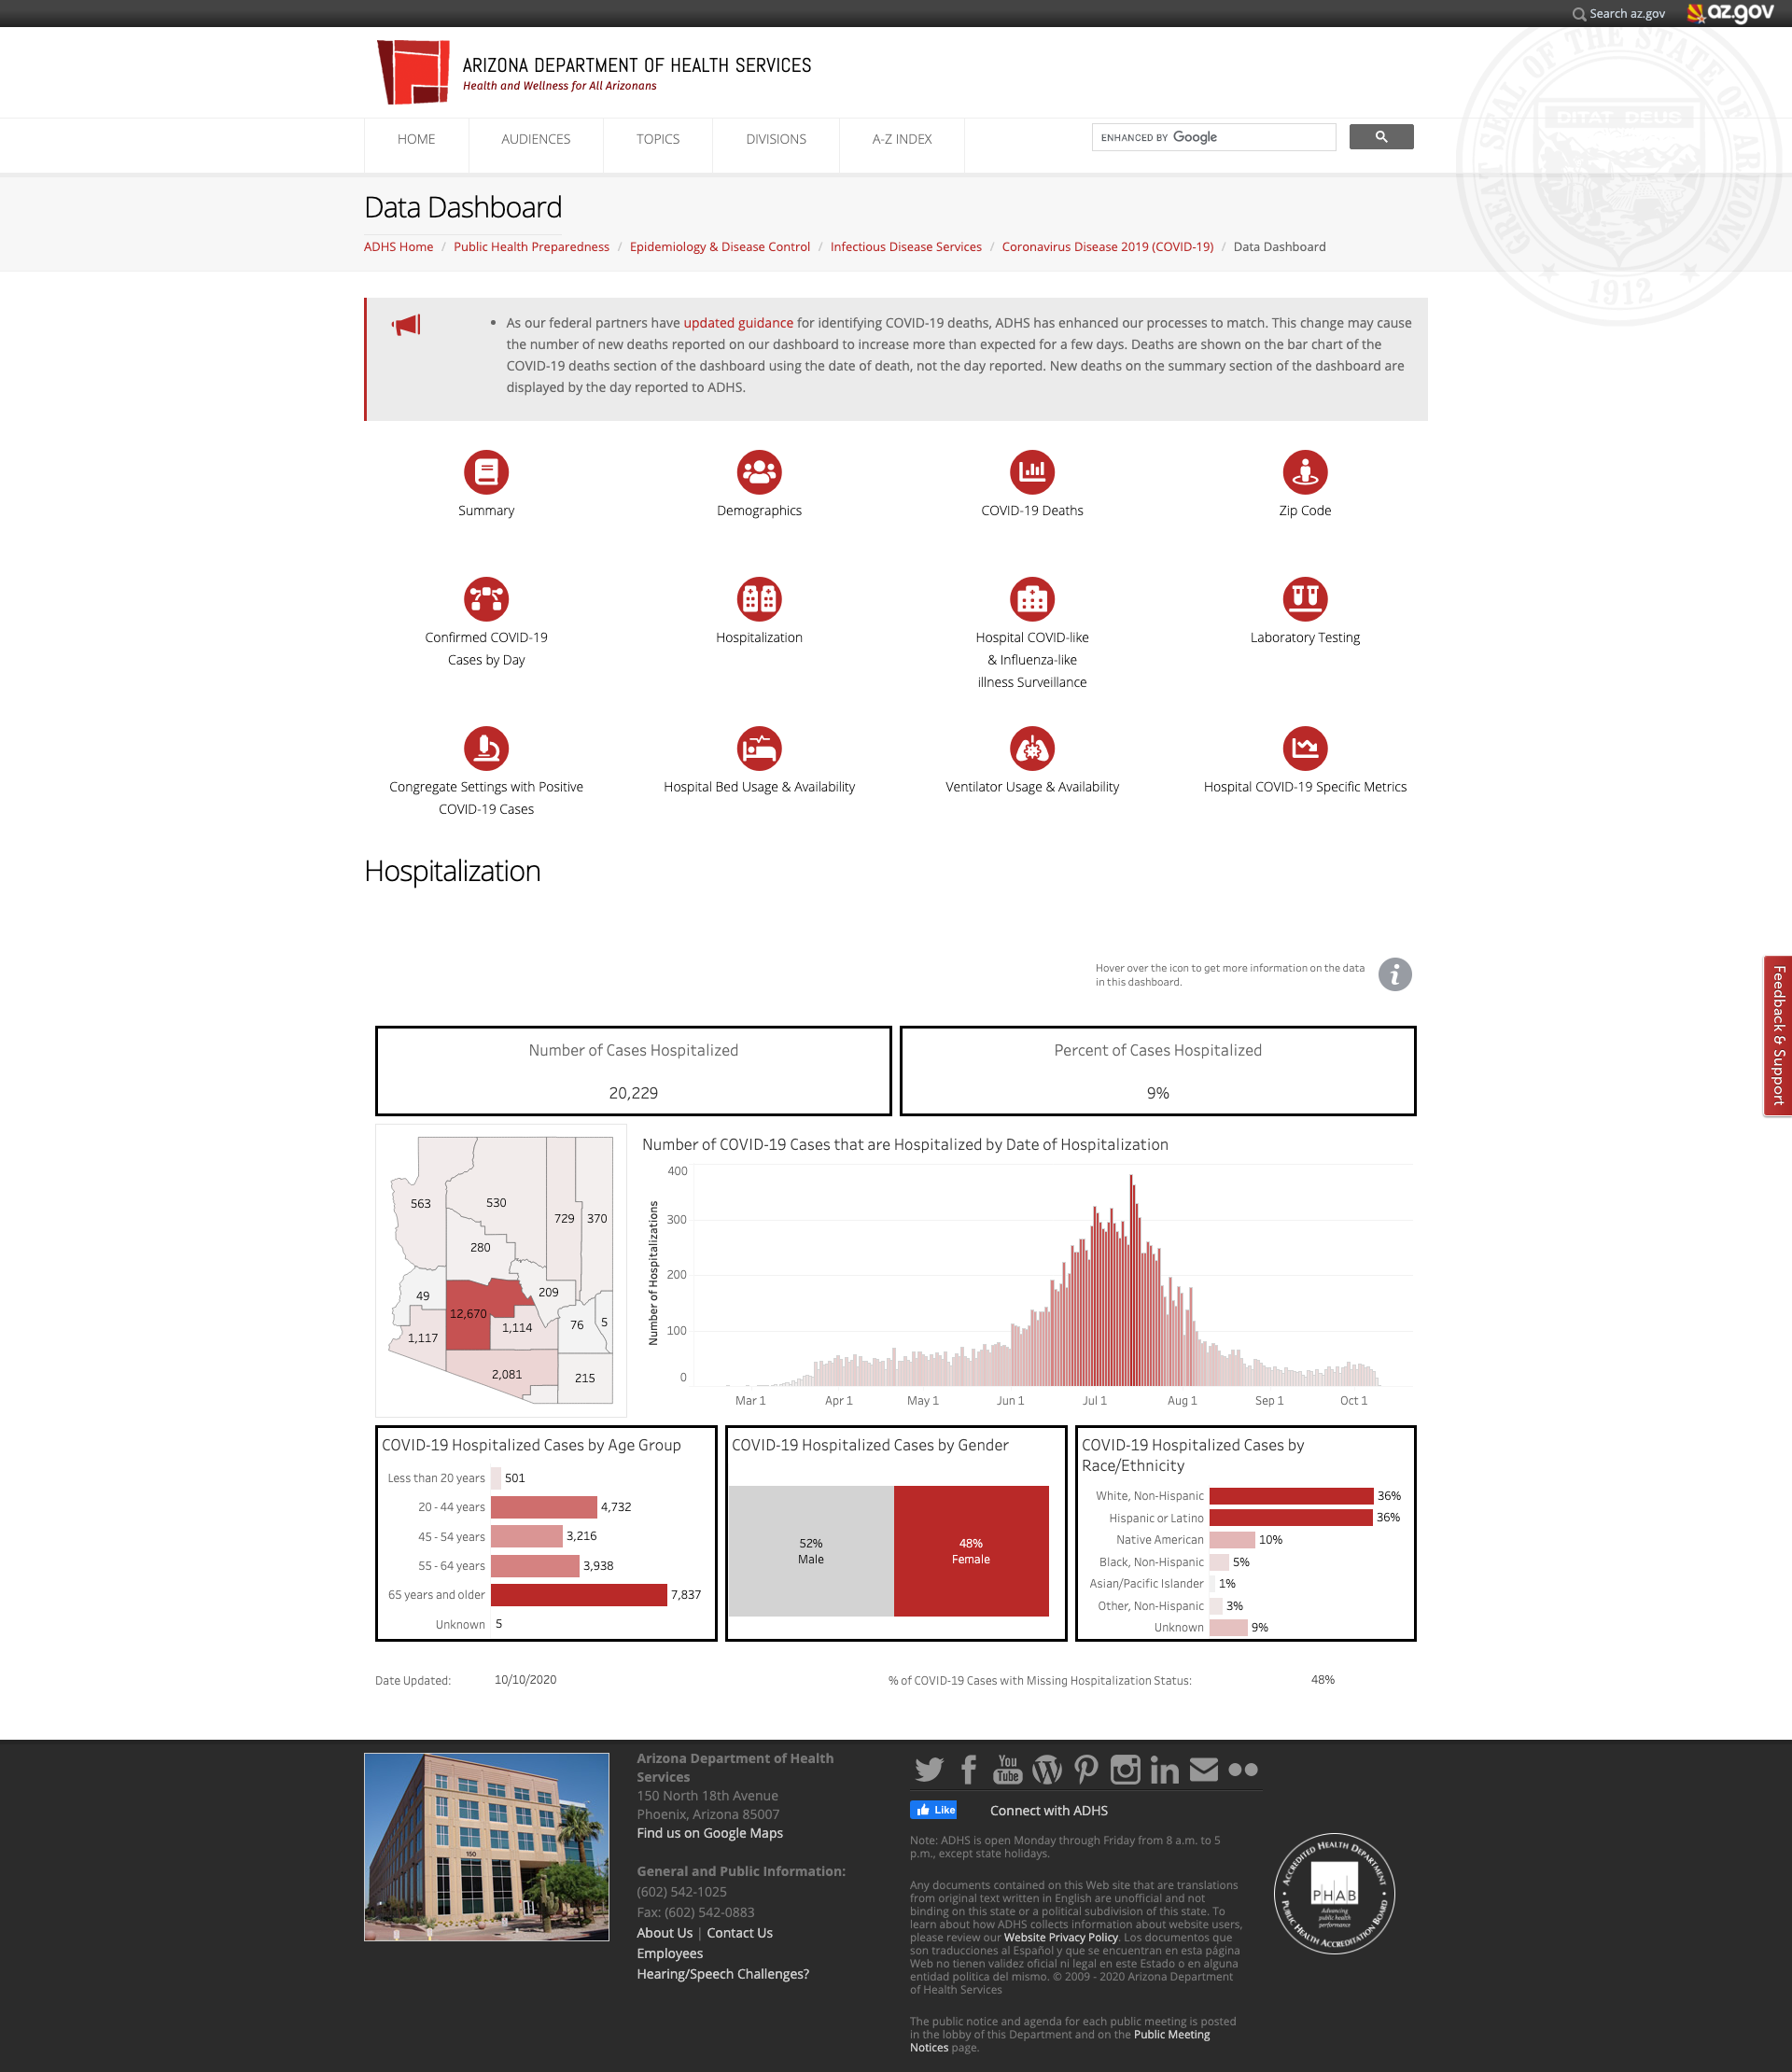 Search az.gov
az.gov
ARIZONA DEPARTMENT OF HEALTH SERVICES
Health and Wellness for All Arizonans
GREAT SEAL OF THE STATE OF ARIZONA
DITAT DEUS
1912
HOME
AUDIENCES
TOPICS
DIVISIONS
A-Z INDEX
ENHANCED BY Google
Data Dashboard
ADHS Home / Public Health Preparedness / Epidemiology & Disease Control / Infectious Disease Services / Coronavirus Disease 2019 (COVID-19) / Data Dashboard
• As our federal partners have updated guidance for identifying COVID-19 deaths, ADHS has enhanced our processes to match. This change may cause
the number of new deaths reported on our dashboard to increase more than expected for a few days. Deaths are shown on the bar chart of the
COVID-19 deaths section of the dashboard using the date of death, not the day reported. New deaths on the summary section of the dashboard are
displayed by the day reported to ADHS.
Summary
Demographics
COVID-19 Deaths
Zip Code
Confirmed COVID-19
Cases by Day
Hospitalization
Hospital COVID-like
& Influenza-like
illness Surveillance
Laboratory Testing
Congregate Settings with Positive
COVID-19 Cases
Hospital Bed Usage & Availability
Ventilator Usage & Availability
Hospital COVID-19 Specific Metrics
Hospitalization
Hover over the icon to get more information on the data
in this dashboard.
Feedback & Support
Number of Cases Hospitalized
20,229
Percent of Cases Hospitalized
9%
563
530
729
370
280
49
209
12,670
1,114
76
5
1,117
2,081
215
Number of COVID-19 Cases that are Hospitalized by Date of Hospitalization
Number of Hospitalizations
400
300
200
100
0
Mar 1
Apr 1
May 1
Jun 1
Jul 1
Aug 1
Sep 1
Oct 1
COVID-19 Hospitalized Cases by Age Group
Less than 20 years 501
20 - 44 years 4,732
45 - 54 years 3,216
55 - 64 years 3,938
65 years and older 7,837
Unknown 5
COVID-19 Hospitalized Cases by Gender
52%
Male
48%
Female
COVID-19 Hospitalized Cases by
Race/Ethnicity
White, Non-Hispanic 36%
Hispanic or Latino 36%
Native American 10%
Black, Non-Hispanic 5%
Asian/Pacific Islander 1%
Other, Non-Hispanic 3%
Unknown 9%
Date Updated: 10/10/2020
% of COVID-19 Cases with Missing Hospitalization Status: 48%
150
Arizona Department of Health
Services
150 North 18th Avenue
Phoenix, Arizona 85007
Find us on Google Maps
General and Public Information:
(602) 542-1025
Fax: (602) 542-0883
About Us | Contact Us
Employees
Hearing/Speech Challenges?
You
Tube
Like
Connect with ADHS
Note: ADHS is open Monday through Friday from 8 a.m. to 5
p.m., except state holidays.
Any documents contained on this Web site that are translations
from original text written in English are unofficial and not
binding on this state or a political subdivision of this state. To
learn about how ADHS collects information about website users,
please review our Website Privacy Policy. Los documentos que
son traducciones al Español y que se encuentran en esta página
Web no tienen validez oficial ni legal en este Estado o en alguna
entidad politica del mismo. © 2009 - 2020 Arizona Department
of Health Services
The public notice and agenda for each public meeting is posted
in the lobby of this Department and on the Public Meeting
Notices page.
ACCREDITED HEALTH DEPARTMENT
PHAB
Advancing
public health
performance
PUBLIC HEALTH ACCREDITATION BOARD